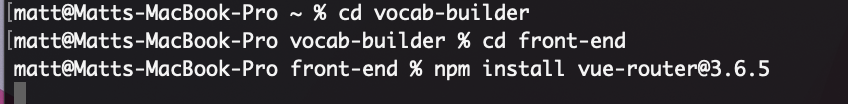 [matt@Matts-MacBook-Pro ~ % cd vocab-builder
[matt@Matts-MacBook-Pro vocab-builder % cd front-end
matt@Matts-MacBook-Pro front-end % npm install vue-router@3.6.5